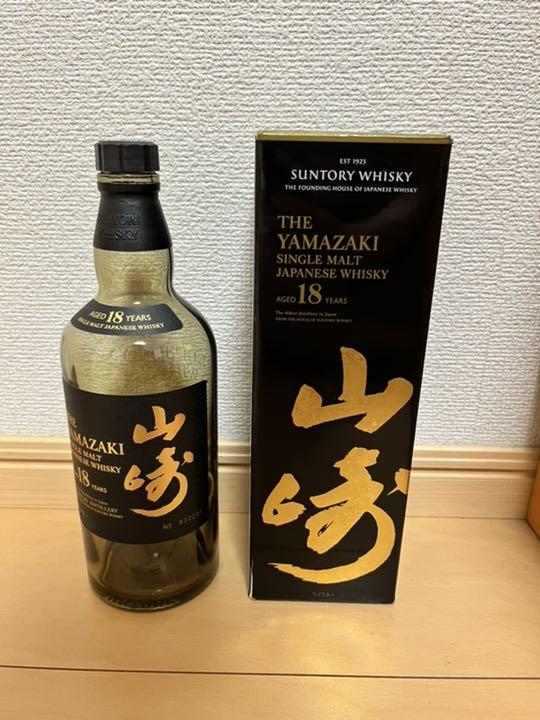 SUNTORY
WHISKY
AGED 18 YEARS
SINGLE MALT JAPANESE WHISKY
THE
YAMAZAKI
SINGLE MALT
JAPANESE WHISKY
AGED 18 YEARS
山崎
EST 1923
SUNTORY WHISKY
THE FOUNDING HOUSE OF JAPANESE WHISKY
THE
YAMAZAKI
SINGLE MALT
JAPANESE WHISKY
AGED 18 YEARS
The oldest distillery in Japan
FROM THE HOUSE OF SUNTORY WHISKY
山崎
ウイスキー